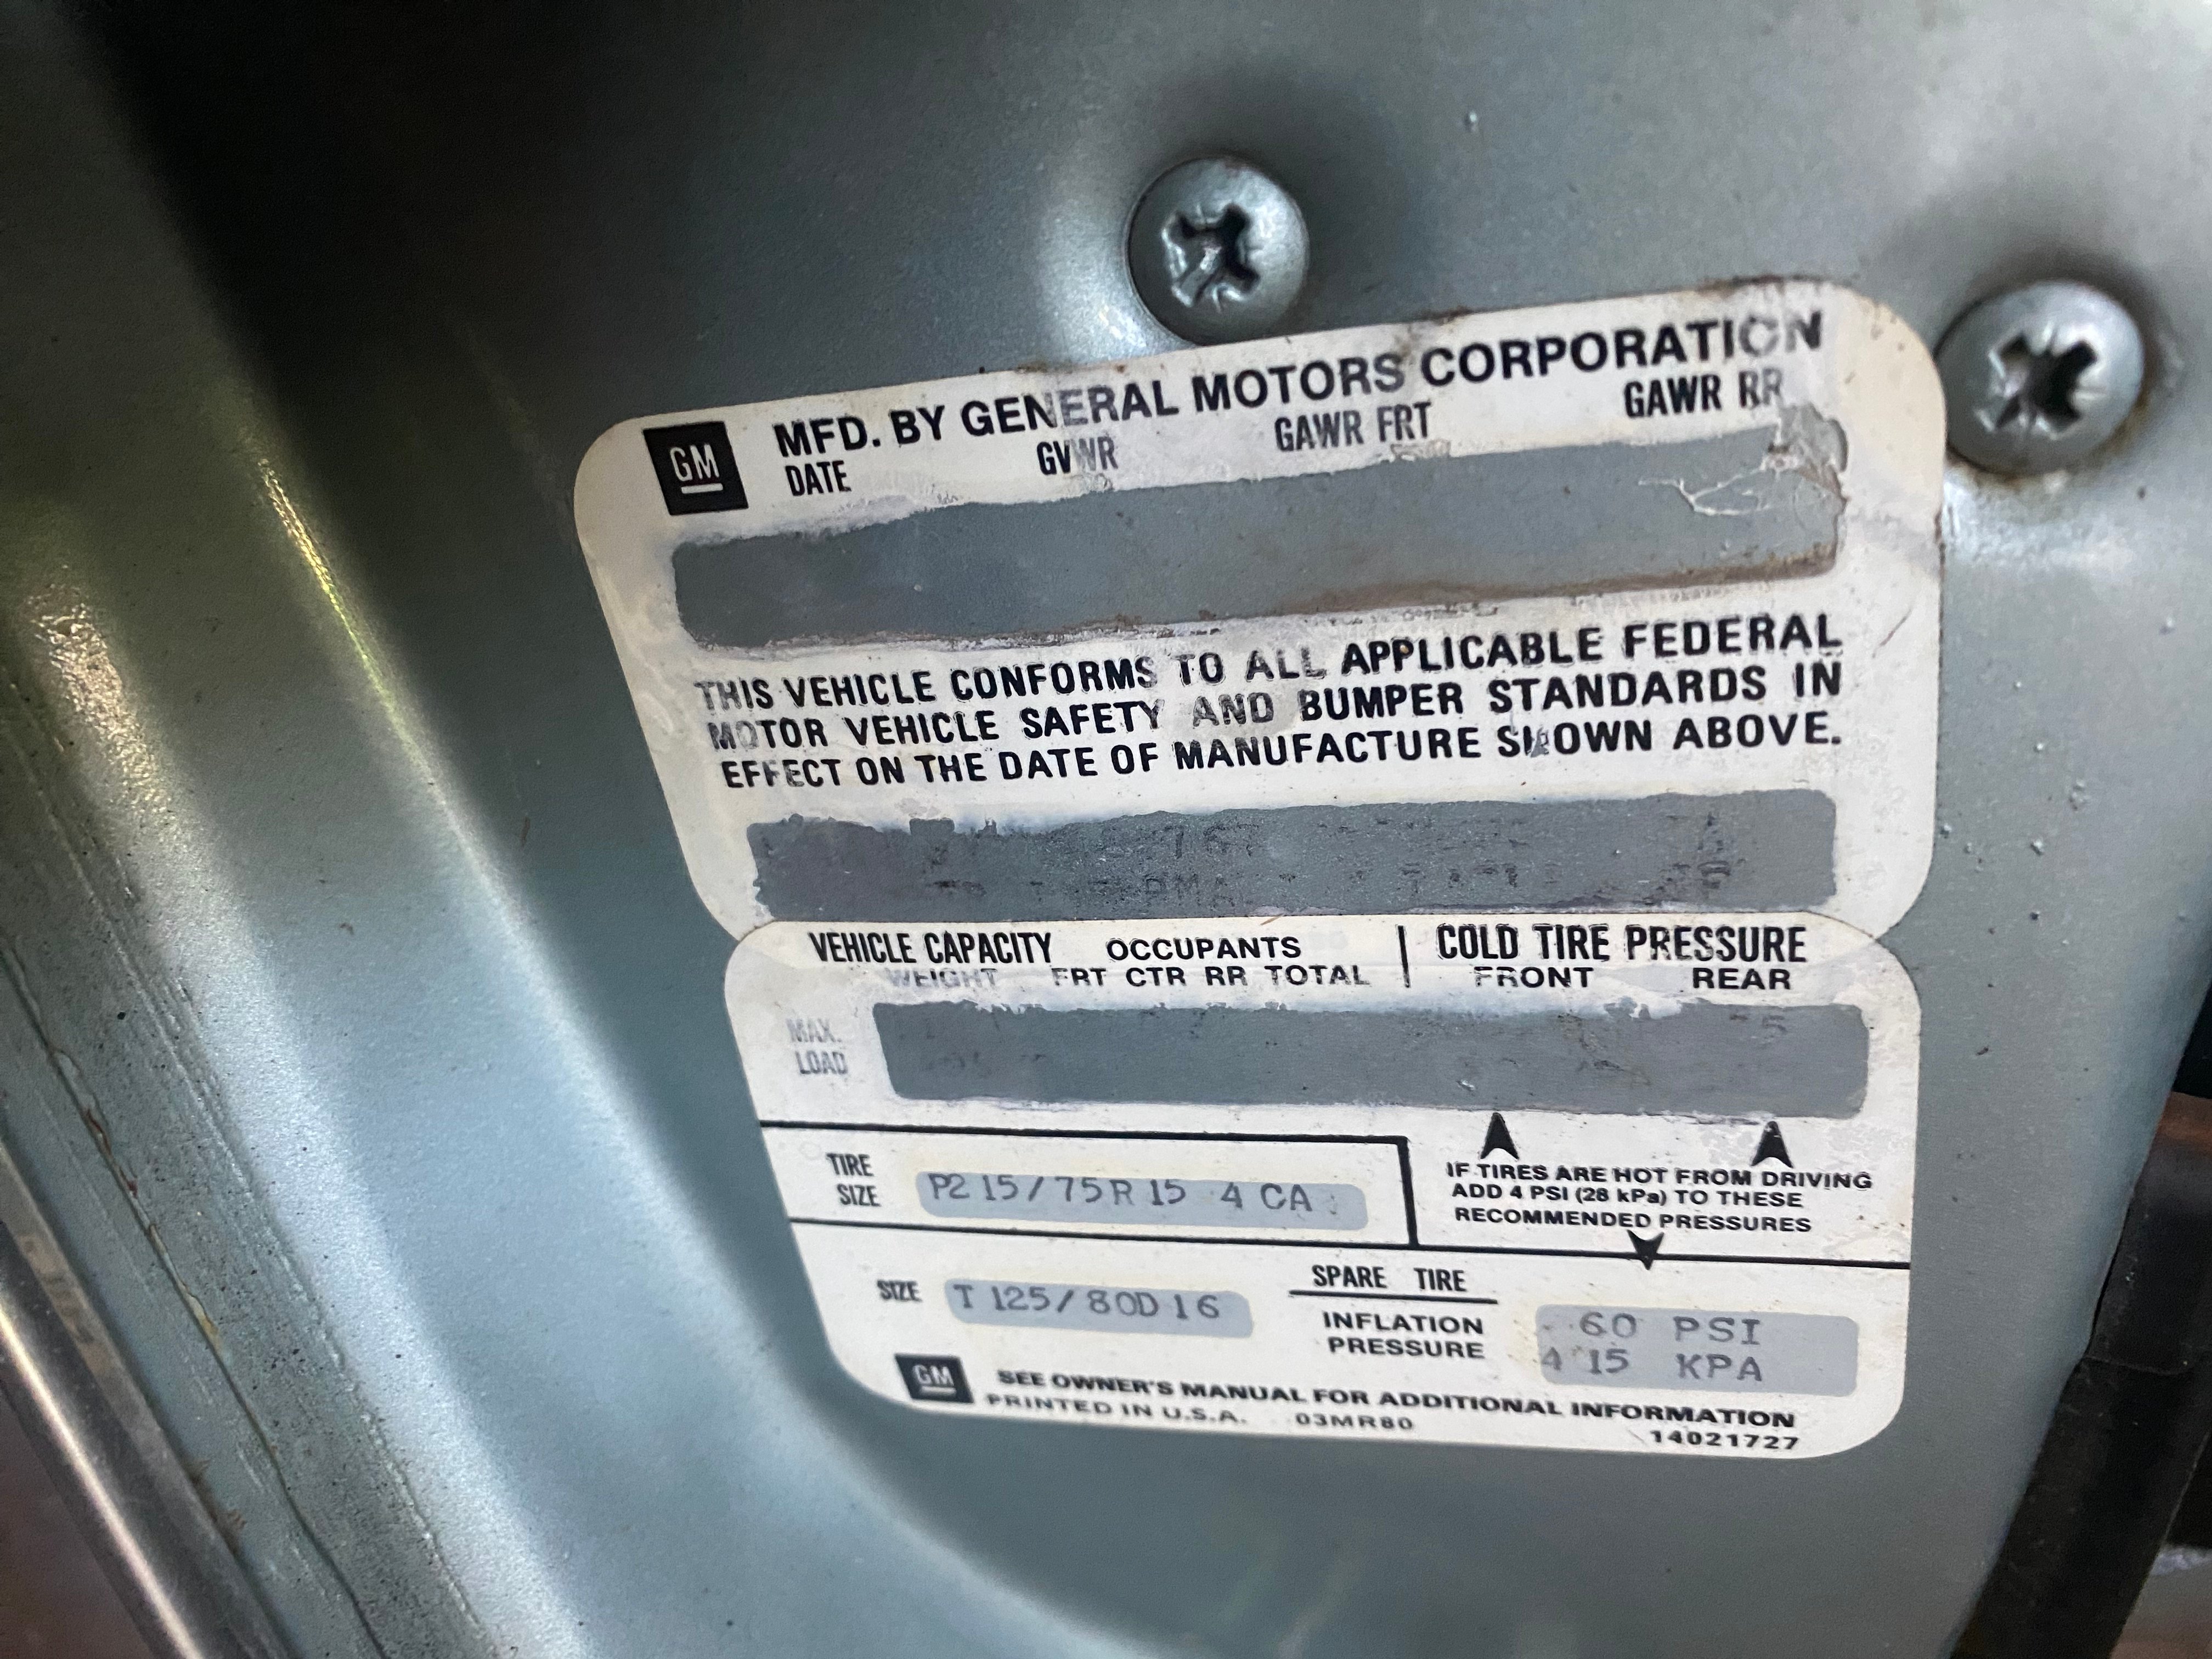 GM
MFD. BY GENERAL MOTORS CORPORATION
DATE GVWR GAWR FRT GAWR RR
THIS VEHICLE CONFORMS TO ALL APPLICABLE FEDERAL
MOTOR VEHICLE SAFETY AND BUMPER STANDARDS IN
EFFECT ON THE DATE OF MANUFACTURE SHOWN ABOVE.
VEHICLE CAPACITY OCCUPANTS | COLD TIRE PRESSURE
WEIGHT FRT CTR RR TOTAL FRONT REAR
MAX.
LOAD
TIRE
SIZE
P215/75R15 4 CA
IF TIRES ARE HOT FROM DRIVING
ADD 4 PSI (28 kPa) TO THESE
RECOMMENDED PRESSURES
SPARE TIRE
SIZE T125/80D16
INFLATION
PRESSURE
60 PSI
415 KPA
GM
SEE OWNER'S MANUAL FOR ADDITIONAL INFORMATION
PRINTED IN U.S.A. 03MR80
14021727